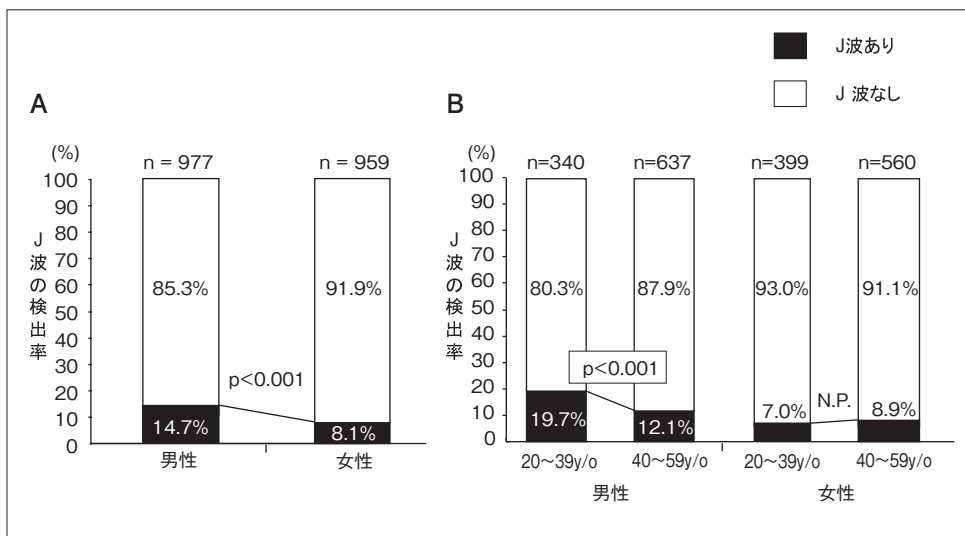 J波あり
J 波なし
A
(%)
n = 977
n = 959
100
90
80
70
60
50
40
30
20
10
0
J波の検出率
85.3%
91.9%
p<0.001
14.7%
8.1%
男性
女性
B
(%)
n=340
n=637
n=399
n=560
100
90
80
70
60
50
40
30
20
10
0
J波の検出率
80.3%
87.9%
93.0%
91.1%
p<0.001
N.P.
19.7%
12.1%
7.0%
8.9%
20〜39y/o
40〜59y/o
20〜39y/o
40〜59y/o
男性
女性